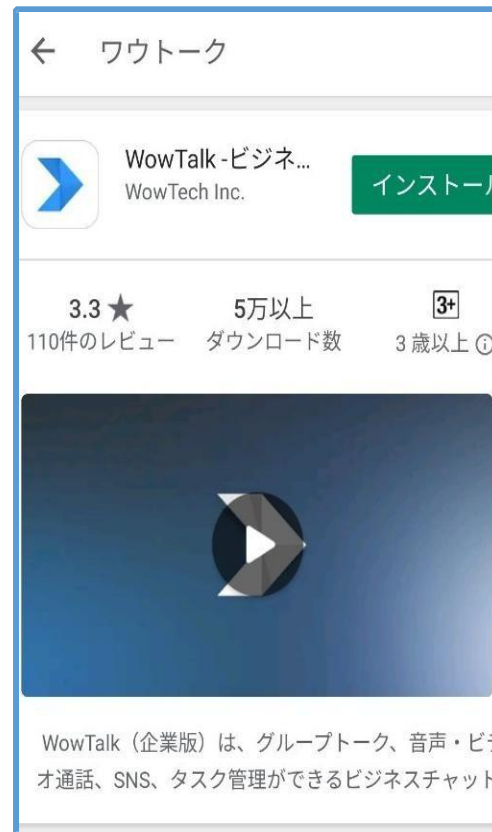 ワウトーク
WowTalk -ビジネ...
WowTech Inc.
インストール
3.3 ★
110件のレビュー
5万以上
ダウンロード数
3+
3 歳以上
WowTalk（企業版）は、グループトーク、音声・ビデ
オ通話、SNS、タスク管理ができるビジネスチャット